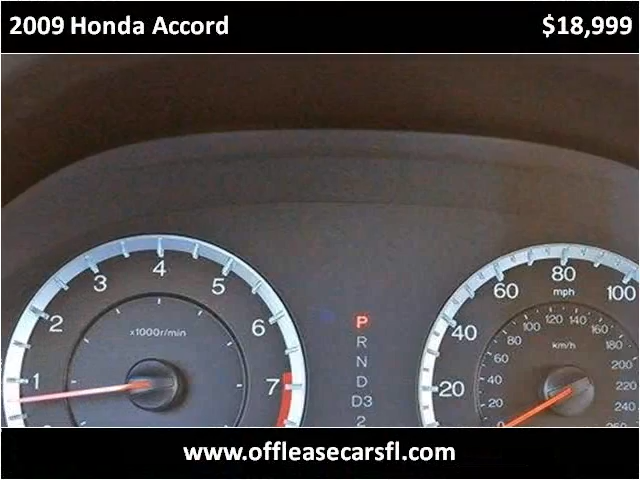 2009 Honda Accord $18,999
4
3 5
2 6
x1000r/min
1 7
P
R
N
D
D3
2
80
60 100
mph
40
20
120 140
100 160
80 180
km/h
60 200
40 220
20 240
www.offleasecarsfl.com